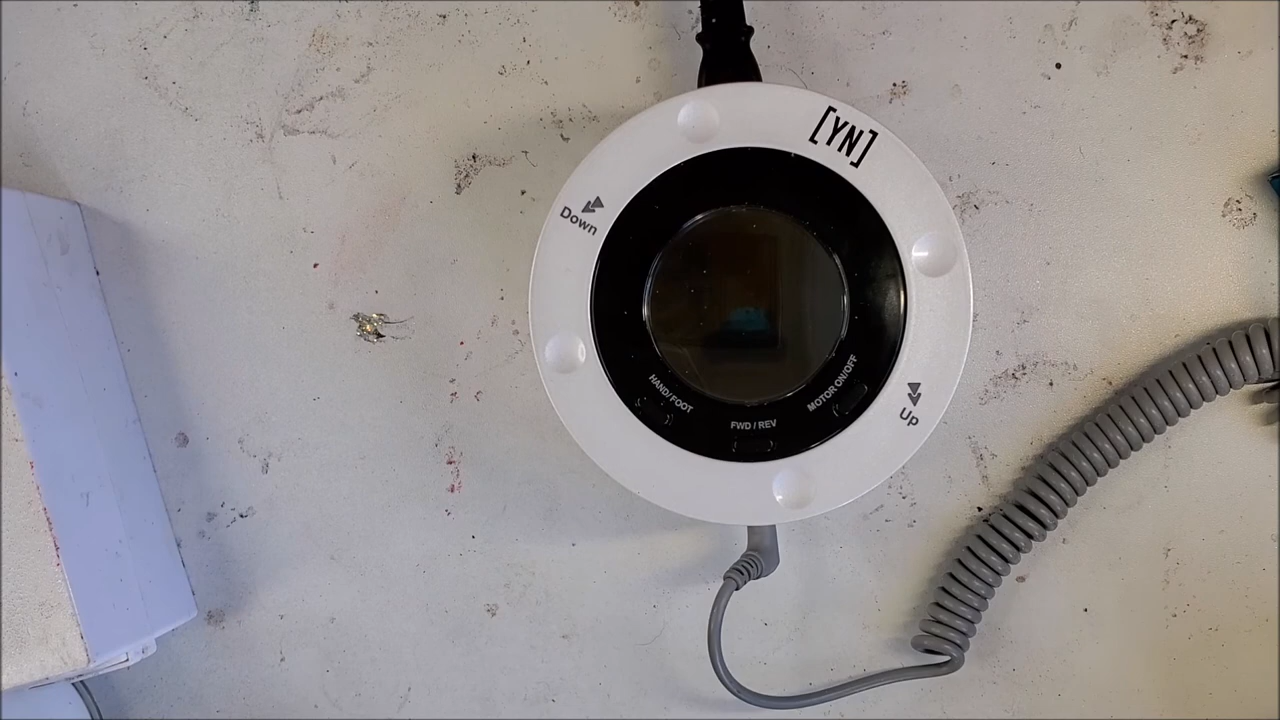 [YN]
Down
HAND/FOOT
FWD / REV
MOTOR ON/OFF
Up